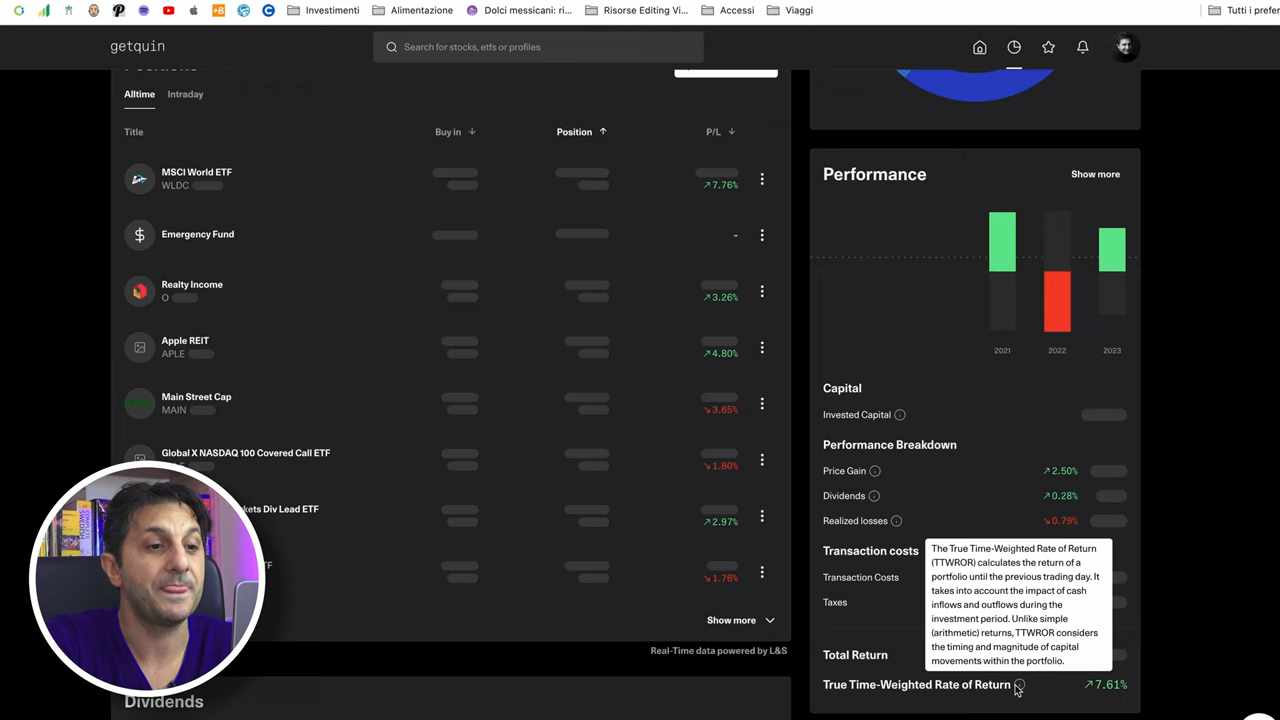 Investimenti
Alimentazione
Dolci messicani: ri...
Risorse Editing Vi...
Accessi
Viaggi
Tutti i prefer
getquin
Search for stocks, etfs or profiles
Alltime
Intraday
Title
Buy in
Position
P/L
MSCI World ETF
WLDC
7.76%
Emergency Fund
-
Realty Income
O
3.26%
Apple REIT
APLE
4.80%
Main Street Cap
MAIN
3.65%
Global X NASDAQ 100 Covered Call ETF
1.80%
Div Lead ETF
2.97%
1.76%
Show more
Real-Time data powered by L&S
Dividends
Performance
Show more
2021
2022
2023
Capital
Invested Capital
Performance Breakdown
Price Gain
2.50%
Dividends
0.28%
Realized losses
0.79%
Transaction costs
Transaction Costs
Taxes
The True Time-Weighted Rate of Return
(TTWROR) calculates the return of a
portfolio until the previous trading day. It
takes into account the impact of cash
inflows and outflows during the
investment period. Unlike simple
(arithmetic) returns, TTWROR considers
the timing and magnitude of capital
movements within the portfolio.
Total Return
True Time-Weighted Rate of Return
7.61%